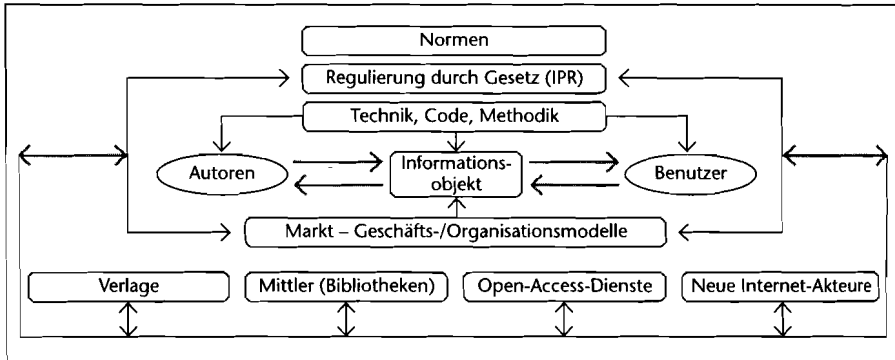 Normen
Regulierung durch Gesetz (IPR)
Technik, Code, Methodik
Autoren
Informations-
objekt
Benutzer
Markt – Geschäfts-/Organisationsmodelle
Verlage
Mittler (Bibliotheken)
Open-Access-Dienste
Neue Internet-Akteure